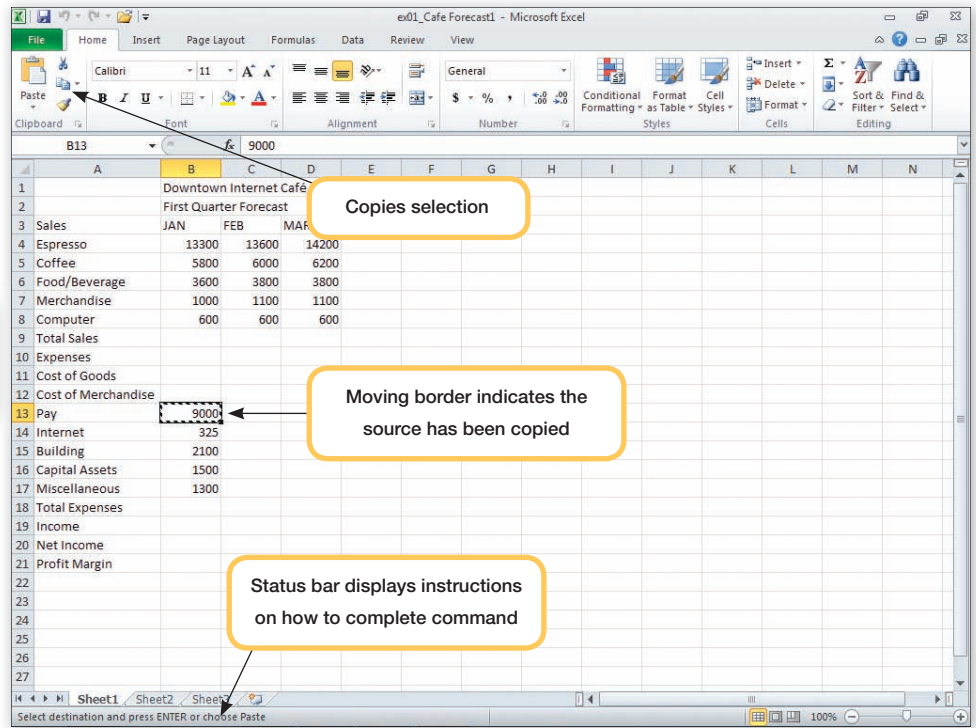 ex01_Cafe Forecast1 - Microsoft Excel
File Home Insert Page Layout Formulas Data Review View
Calibri 11 A A General Insert Σ
Paste Delete
B I U A $ % , .00 .00 Conditional Format Cell Format Sort & Find &
Formatting as Table Styles Filter Select
Clipboard Font Alignment Number Styles Cells Editing
B13 fx 9000
A B C D E F G H I J K L M N
1 Downtown Internet Café
2 First Quarter Forecast
Copies selection
3 Sales JAN FEB MAR
4 Espresso 13300 13600 14200
5 Coffee 5800 6000 6200
6 Food/Beverage 3600 3800 3800
7 Merchandise 1000 1100 1100
8 Computer 600 600 600
9 Total Sales
10 Expenses
11 Cost of Goods
12 Cost of Merchandise
Moving border indicates the
source has been copied
13 Pay 9000
14 Internet 325
15 Building 2100
16 Capital Assets 1500
17 Miscellaneous 1300
18 Total Expenses
19 Income
20 Net Income
21 Profit Margin
22
Status bar displays instructions
on how to complete command
23
24
25
26
27
Sheet1 Sheet2 Sheet3
Select destination and press ENTER or choose Paste 100%